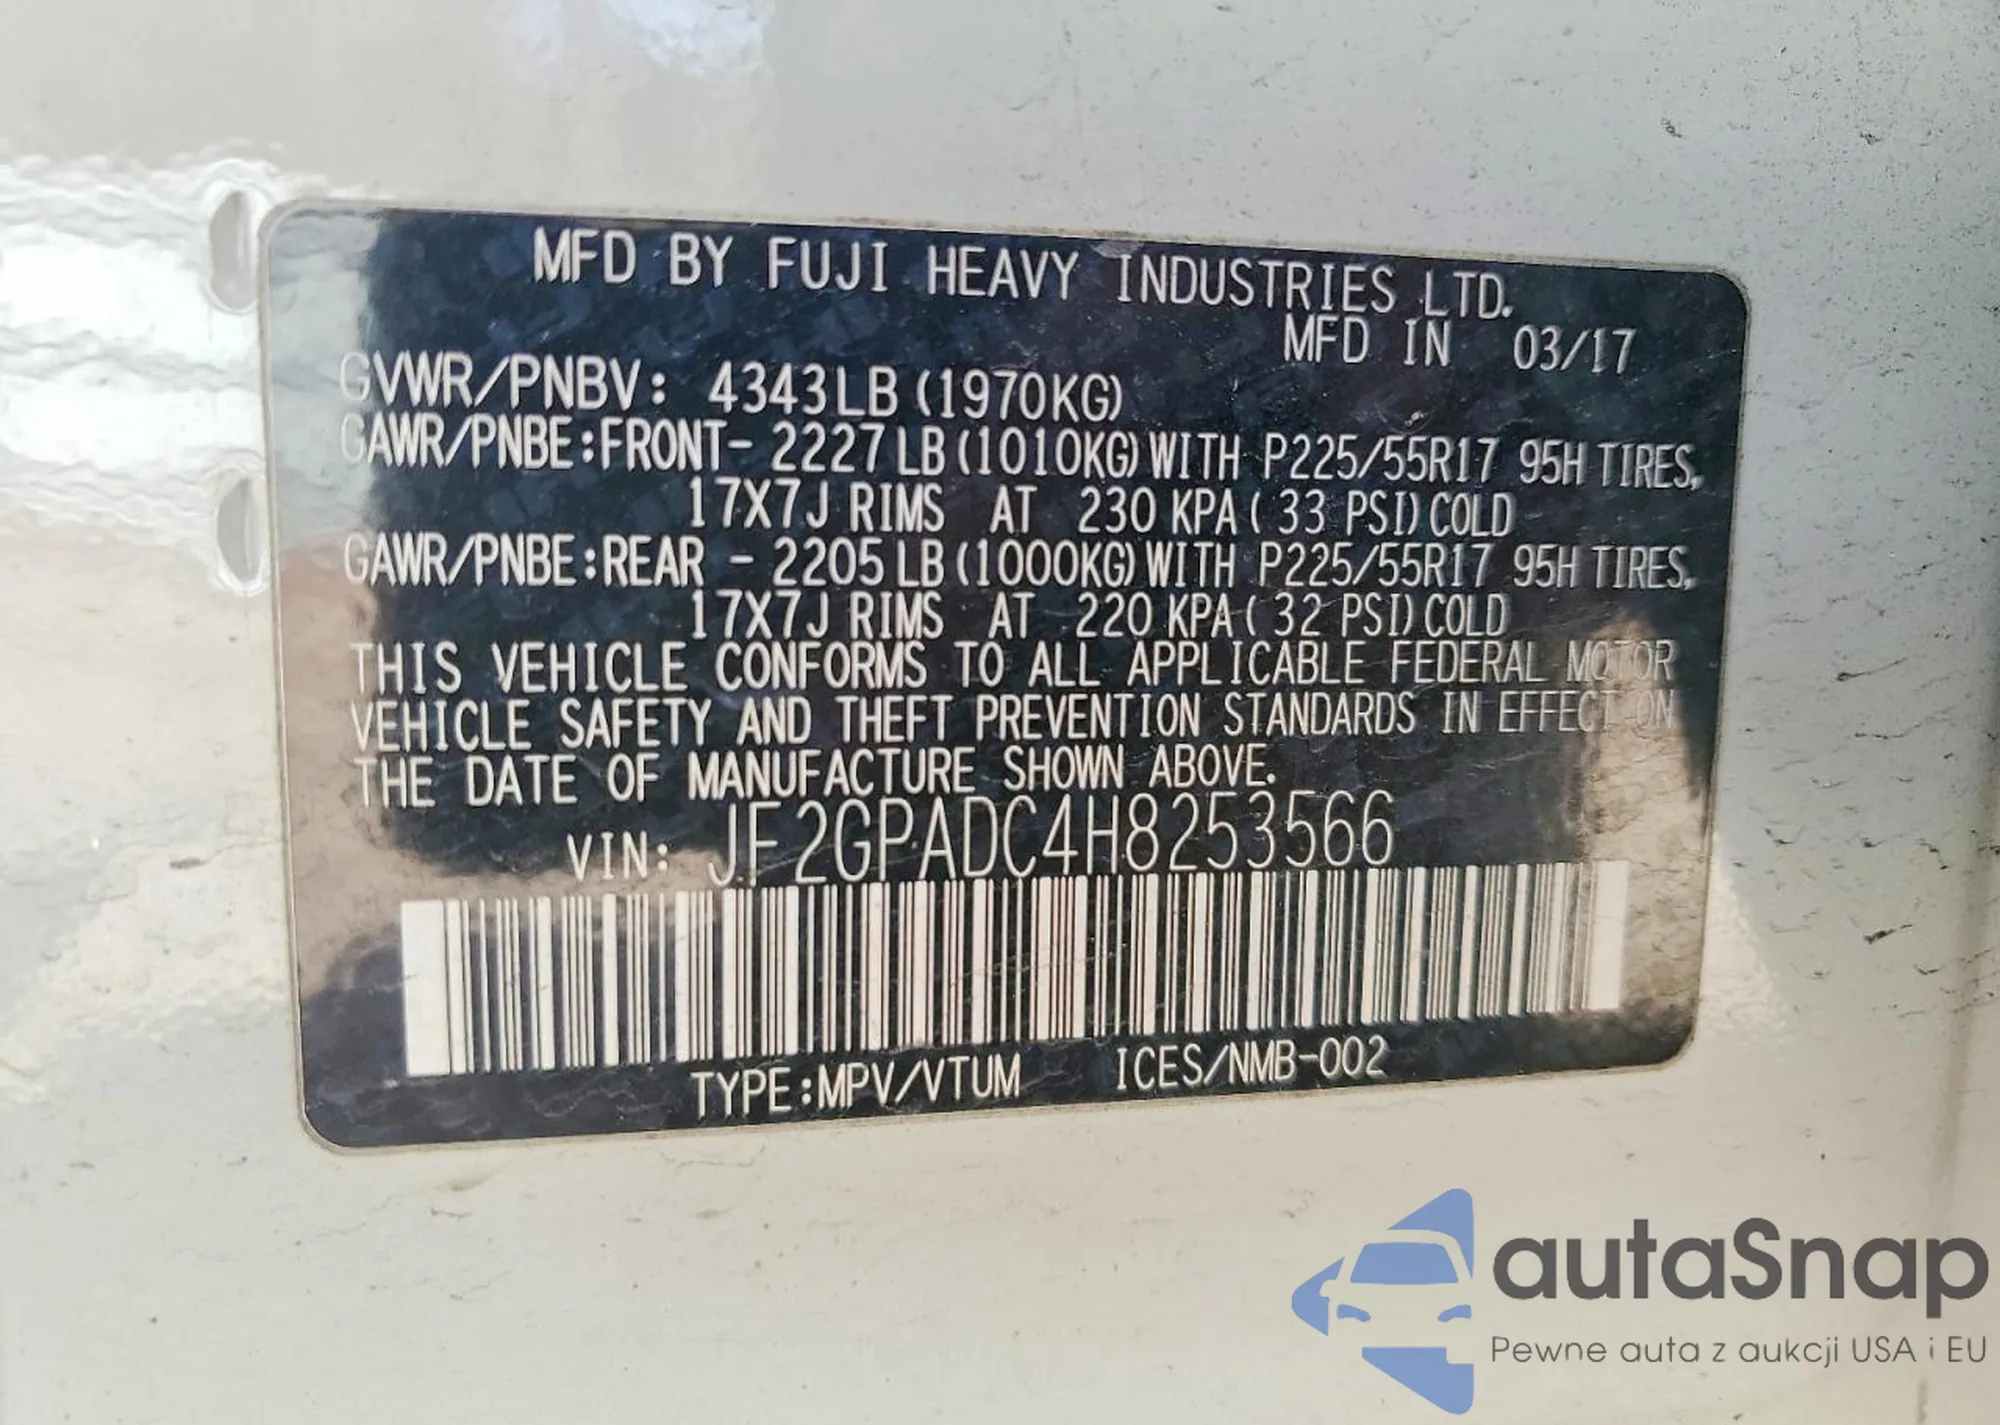 MFD BY FUJI HEAVY INDUSTRIES LTD.
MFD IN 03/17
GVWR/PNBV: 4343LB (1970KG)
GAWR/PNBE:FRONT- 2227LB (1010KG) WITH P225/55R17 95H TIRES,
17X7J RIMS AT 230 KPA ( 33 PSI) COLD
GAWR/PNBE:REAR - 2205LB (1000KG) WITH P225/55R17 95H TIRES,
17X7J RIMS AT 220 KPA ( 32 PSI) COLD
THIS VEHICLE CONFORMS TO ALL APPLICABLE FEDERAL MOTOR
VEHICLE SAFETY AND THEFT PREVENTION STANDARDS IN EFFECT ON
THE DATE OF MANUFACTURE SHOWN ABOVE.
VIN: JF2GPADC4H8253566
TYPE:MPV/VTUM ICES/NMB-002
autaSnap
Pewne auta z aukcji USA i EU